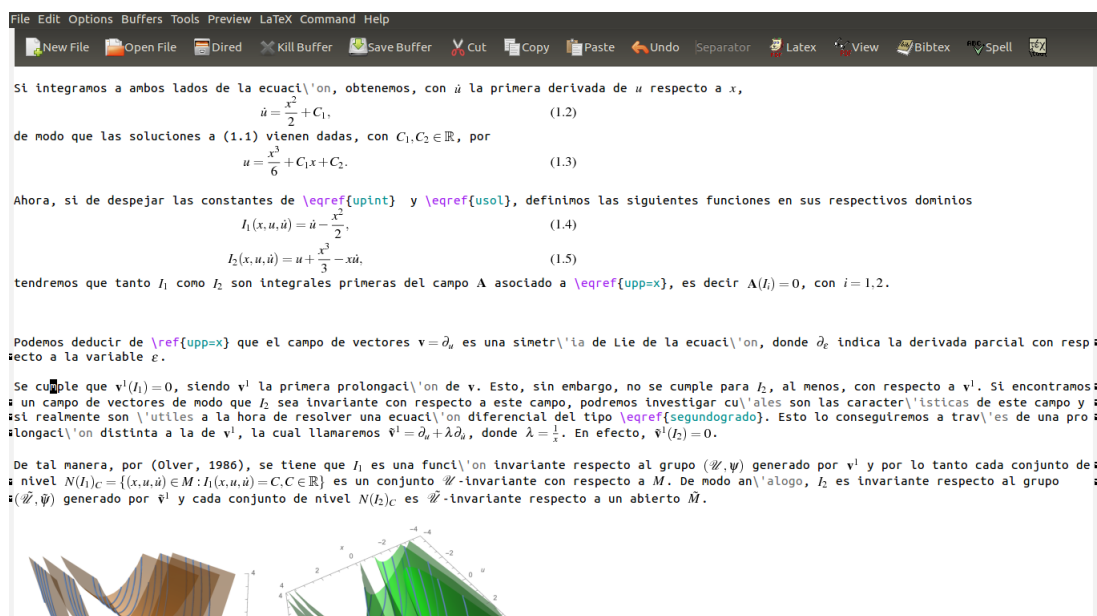 File Edit Options Buffers Tools Preview LaTeX Command Help
New File Open File Dired Kill Buffer Save Buffer Cut Copy Paste Undo Separator Latex View Bibtex Spell
Si integramos a ambos lados de la ecuaci\'on, obtenemos, con u̇ la primera derivada de u respecto a x,
u̇ = x²/2 + C₁, (1.2)
de modo que las soluciones a (1.1) vienen dadas, con C₁,C₂ ∈ ℝ, por
u = x³/6 + C₁x + C₂. (1.3)
Ahora, si de despejar las constantes de \eqref{upint}  y \eqref{usol}, definimos las siguientes funciones en sus respectivos dominios
I₁(x,u,u̇) = u̇ − x²/2, (1.4)
I₂(x,u,u̇) = u + x³/3 − xu̇, (1.5)
tendremos que tanto I₁ como I₂ son integrales primeras del campo A asociado a \eqref{upp=x}, es decir A(Iᵢ) = 0, con i = 1,2.
Podemos deducir de \ref{upp=x} que el campo de vectores v = ∂ᵤ es una simetr\'ia de Lie de la ecuaci\'on, donde ∂_ε indica la derivada parcial con resp
ecto a la variable ε.
Se cumple que v¹(I₁) = 0, siendo v¹ la primera prolongaci\'on de v. Esto, sin embargo, no se cumple para I₂, al menos, con respecto a v¹. Si encontramos
un campo de vectores de modo que I₂ sea invariante con respecto a este campo, podremos investigar cu\'ales son las caracter\'isticas de este campo y
si realmente son \'utiles a la hora de resolver una ecuaci\'on diferencial del tipo \eqref{segundogrado}. Esto lo conseguiremos a trav\'es de una pro
longaci\'on distinta a la de v¹, la cual llamaremos ṽ¹ = ∂ᵤ + λ∂_u̇, donde λ = 1/x. En efecto, ṽ¹(I₂) = 0.
De tal manera, por (Olver, 1986), se tiene que I₁ es una funci\'on invariante respecto al grupo (𝒰,ψ) generado por v¹ y por lo tanto cada conjunto de
nivel N(I₁)_C = {(x,u,u̇) ∈ M : I₁(x,u,u̇) = C, C ∈ ℝ} es un conjunto 𝒰-invariante con respecto a M. De modo an\'alogo, I₂ es invariante respecto al grupo
(𝒰̃,ψ̃) generado por ṽ¹ y cada conjunto de nivel N(I₂)_C es 𝒰̃-invariante respecto a un abierto M̃.
-4 -4
x -2 -2
0 u
2 4
4 2